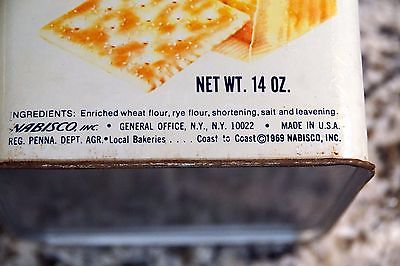 NET WT. 14 OZ.
INGREDIENTS: Enriched wheat flour, rye flour, shortening, salt and leavening.
NABISCO, INC. • GENERAL OFFICE, N.Y., N.Y. 10022 • MADE IN U.S.A.
REG. PENNA. DEPT. AGR.•Local Bakeries .... Coast to Coast©1969 NABISCO, INC.